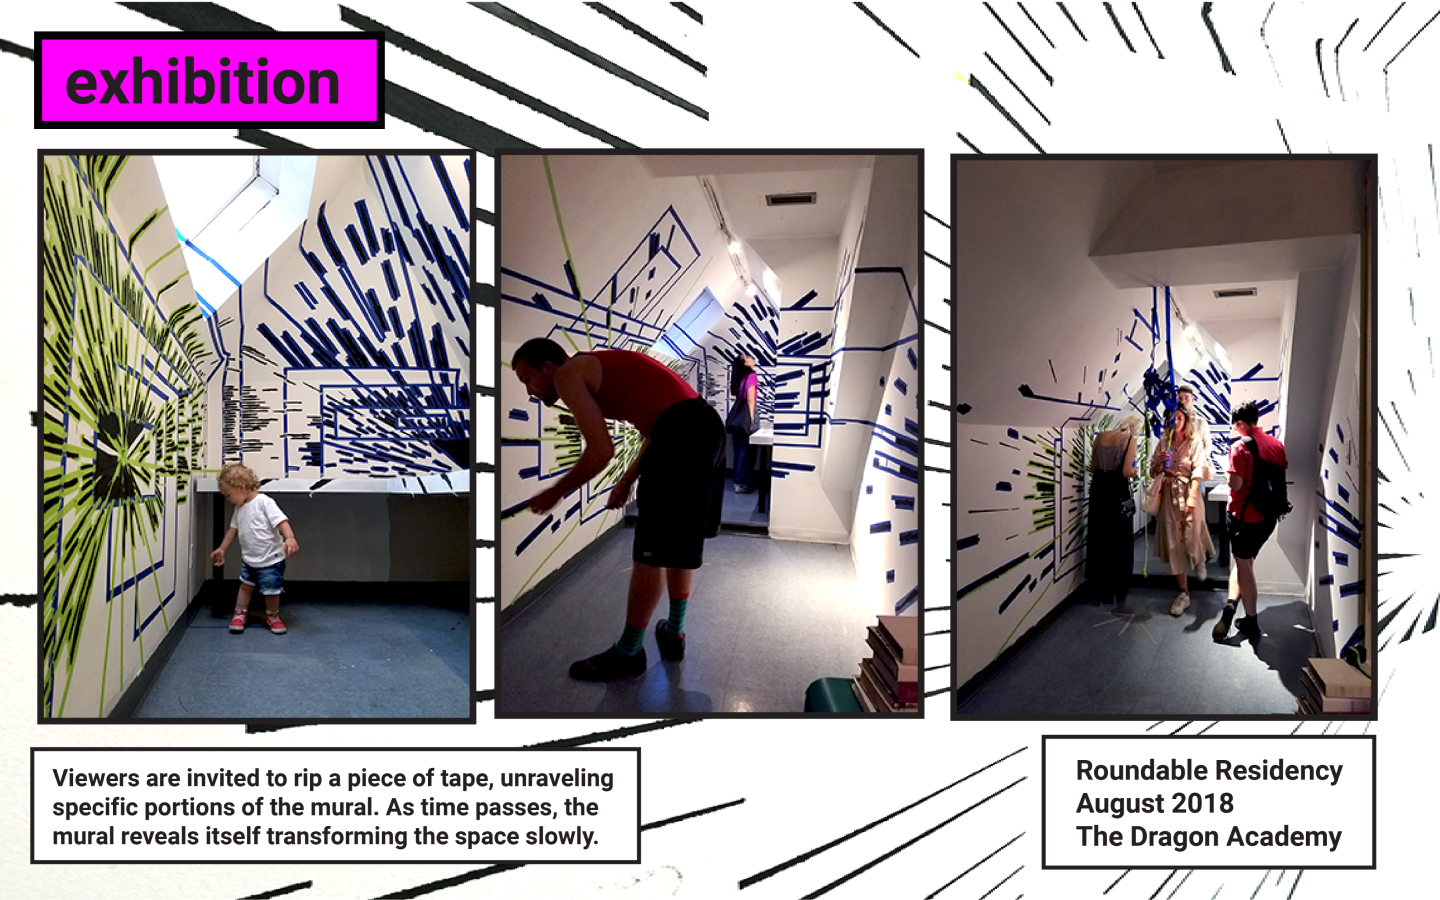 exhibition
Viewers are invited to rip a piece of tape, unraveling
specific portions of the mural. As time passes, the
mural reveals itself transforming the space slowly.
Roundable Residency
August 2018
The Dragon Academy